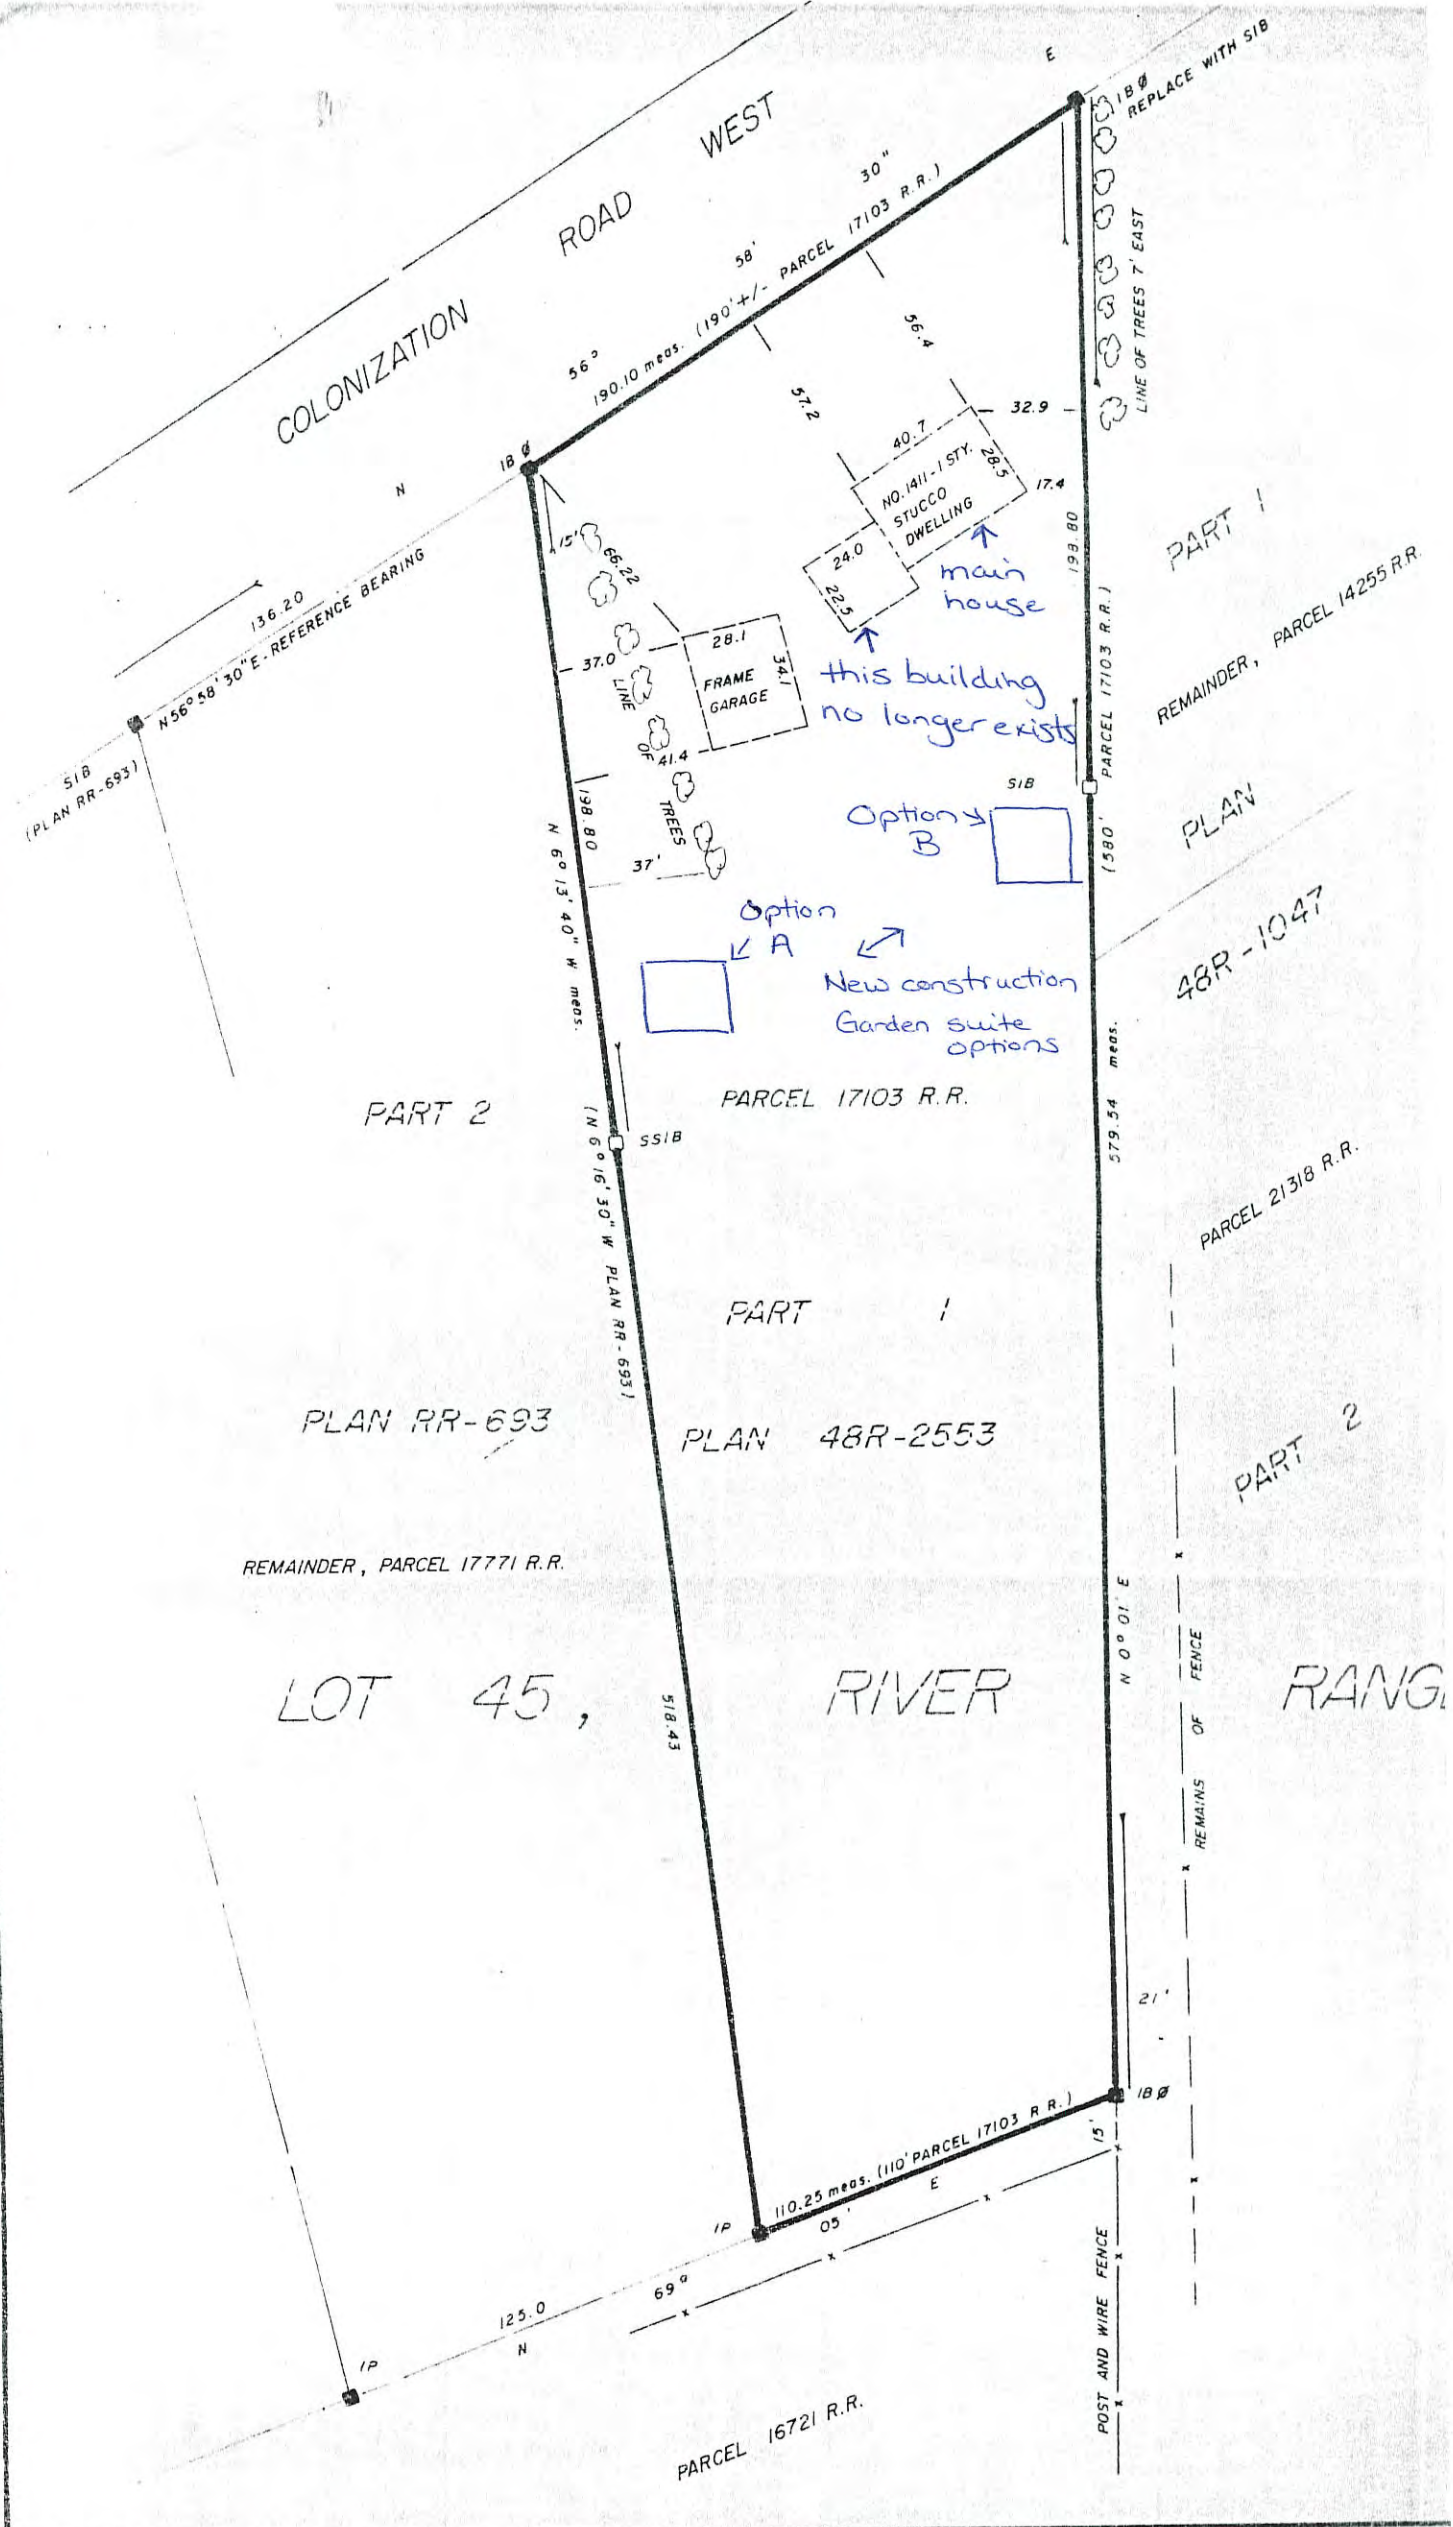 E
IBØ
REPLACE WITH SIB
COLONIZATION ROAD WEST
56° 58' 30"
190.10 meas. (190'+/- PARCEL 17103 R.R.)
LINE OF TREES 7' EAST
56.4
57.2
32.9
40.7
28.5
17.4
NO. 1411-1 STY.
STUCCO
DWELLING
24.0
22.5
main
house
this building
no longer exists
IBØ
N
15'
66.22
136.20
N56°58'30"E-REFERENCE BEARING
SIB
(PLAN RR-693)
37.0
28.1
34.1
FRAME
GARAGE
41.4
LINE OF TREES
37'
198.80
198.80
N 6° 13' 40" W meas.
(N 6° 16' 30" W PLAN RR-693)
518.43
SIB
(580' PARCEL 17103 R.R.)
579.54 meas.
N 0° 01' E
PART 1
REMAINDER, PARCEL 14255 R.R.
PLAN
48R-1047
PARCEL 21318 R.R.
PART 2
Option
B
Option
A
New construction
Garden suite
options
PART 2
SSIB
PARCEL 17103 R.R.
PART 1
PLAN RR-693
PLAN 48R-2553
REMAINDER, PARCEL 17771 R.R.
LOT 45, RIVER RANG
REMAINS OF FENCE
21'
IBØ
15'
110.25 meas. (110' PARCEL 17103 R R.)
IP
05'
E
69°
125.0
N
IP
POST AND WIRE FENCE
PARCEL 16721 R.R.